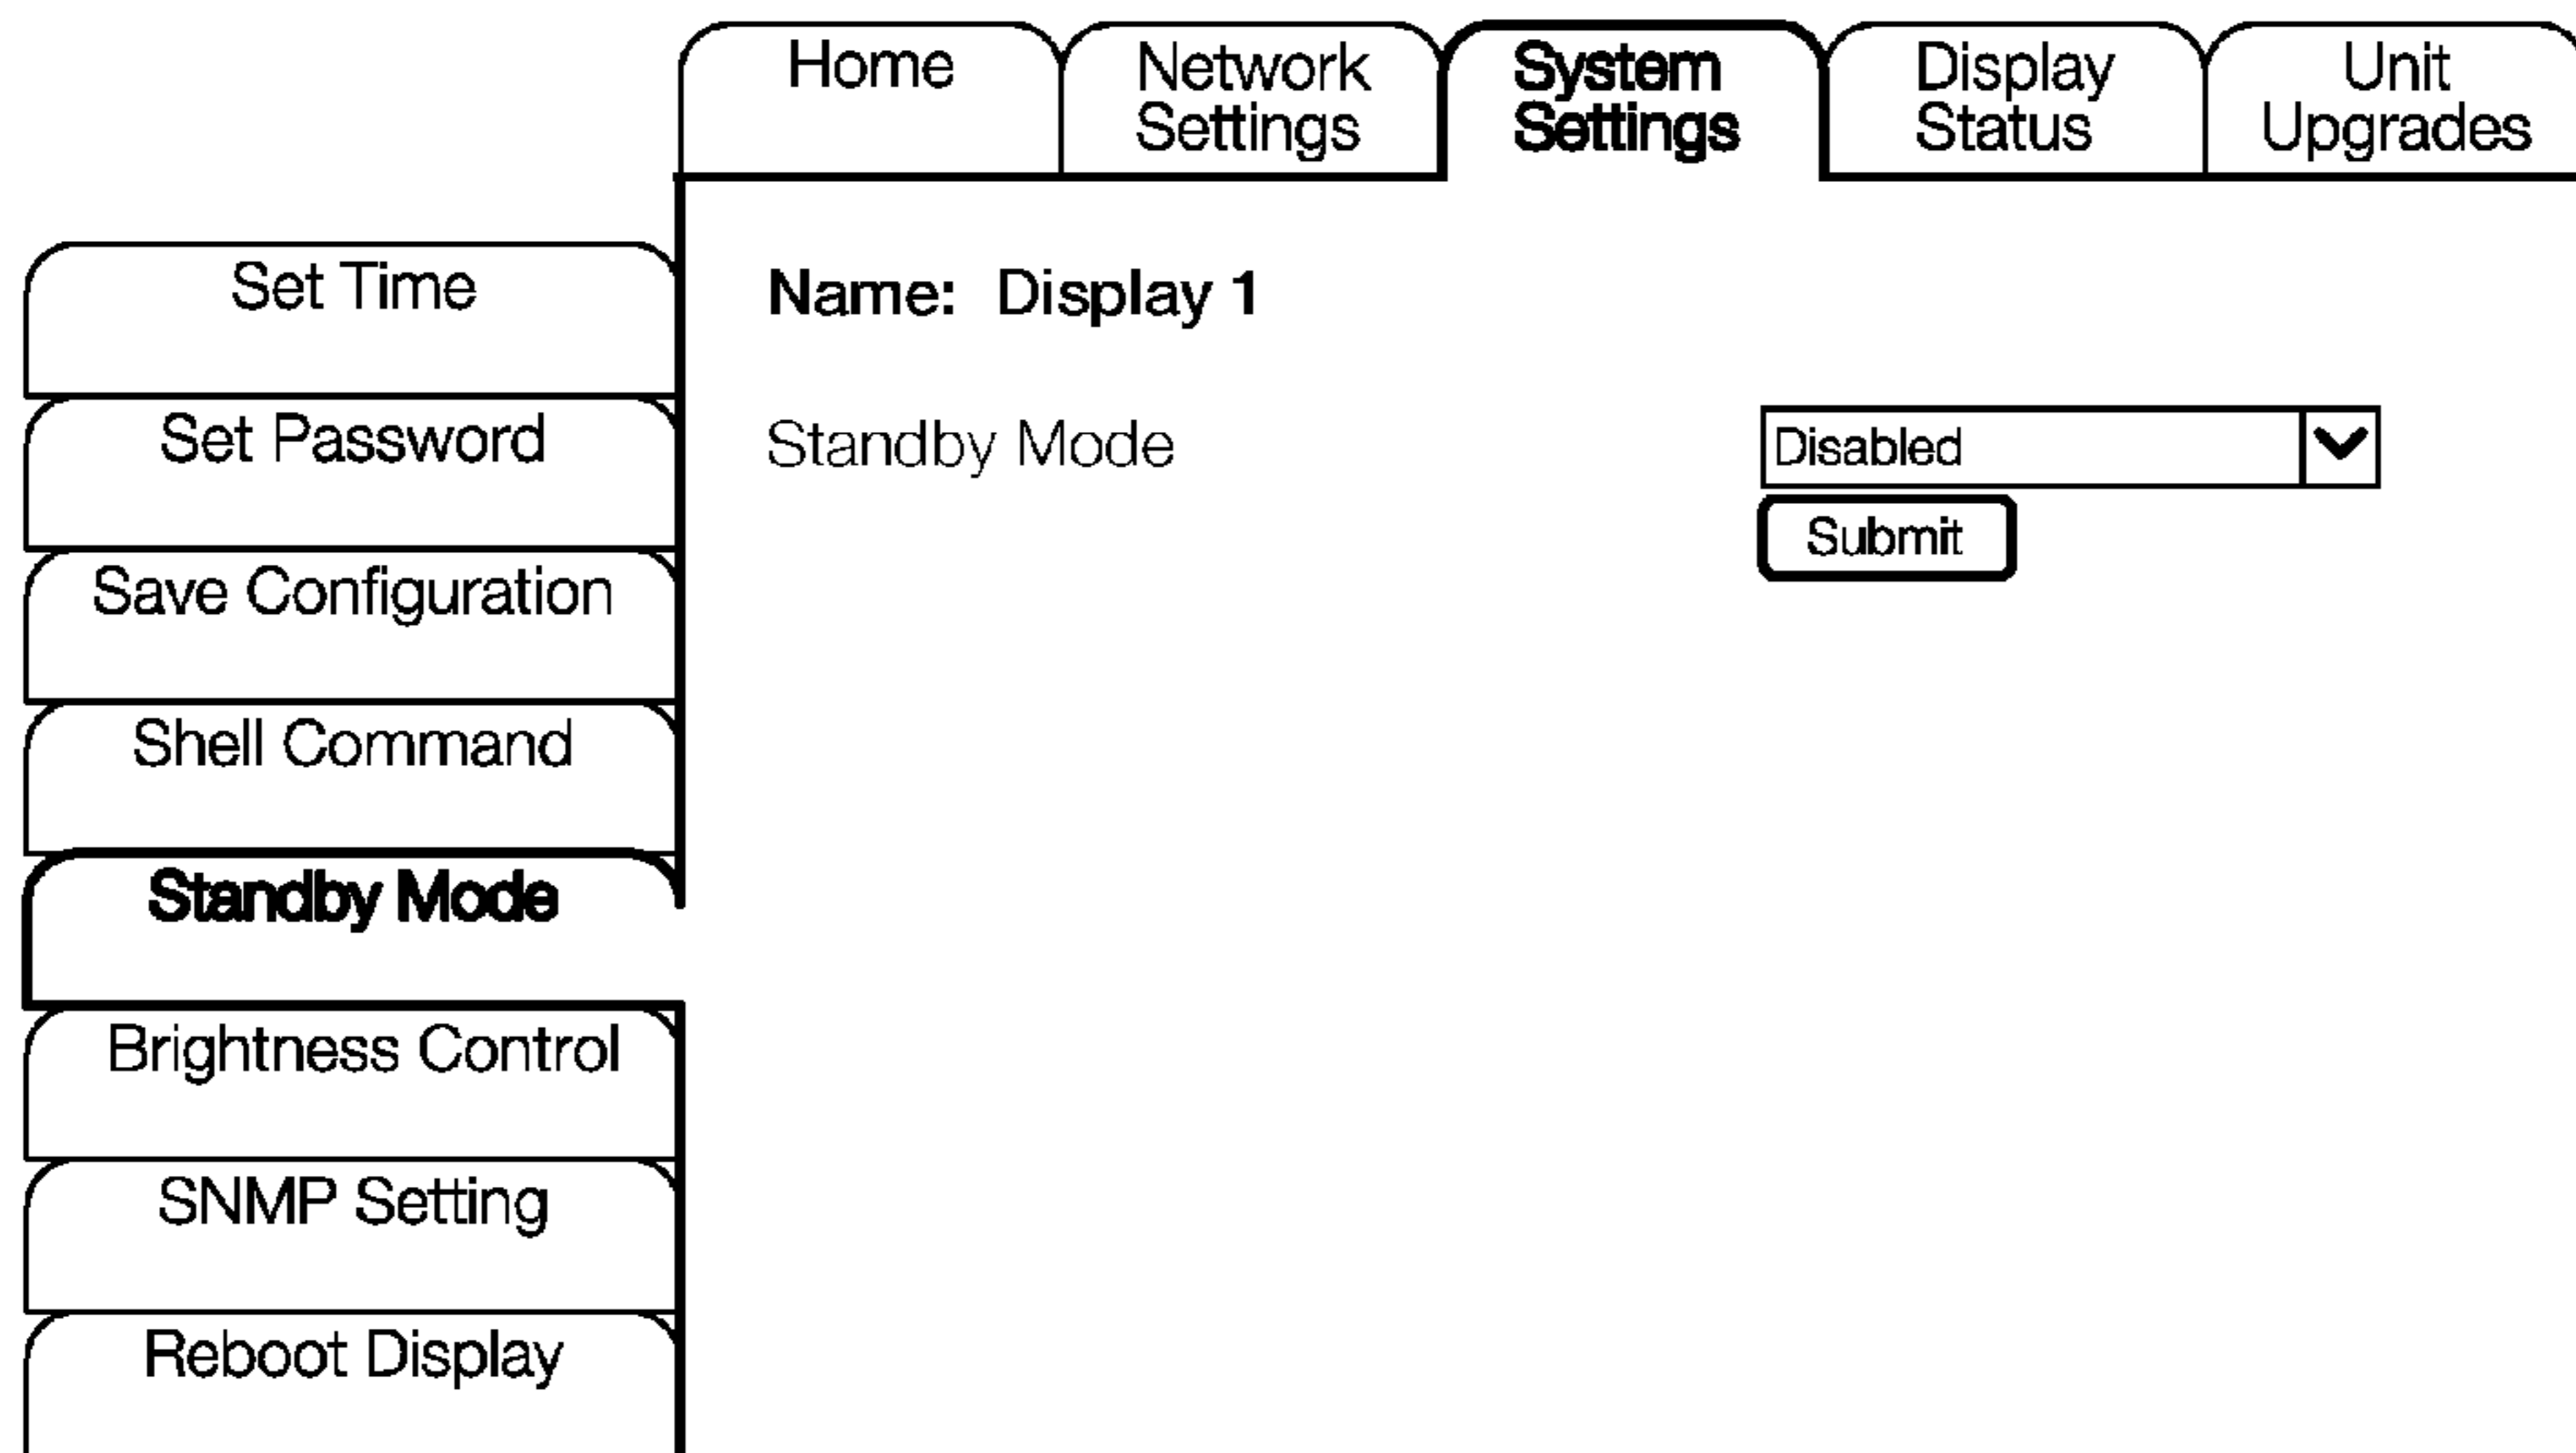 Home
Network
Settings
System
Settings
Display
Status
Unit
Upgrades
Set Time
Set Password
Save Configuration
Shell Command
Standby Mode
Brightness Control
SNMP Setting
Reboot Display
Name: Display 1
Standby Mode
Disabled
Submit